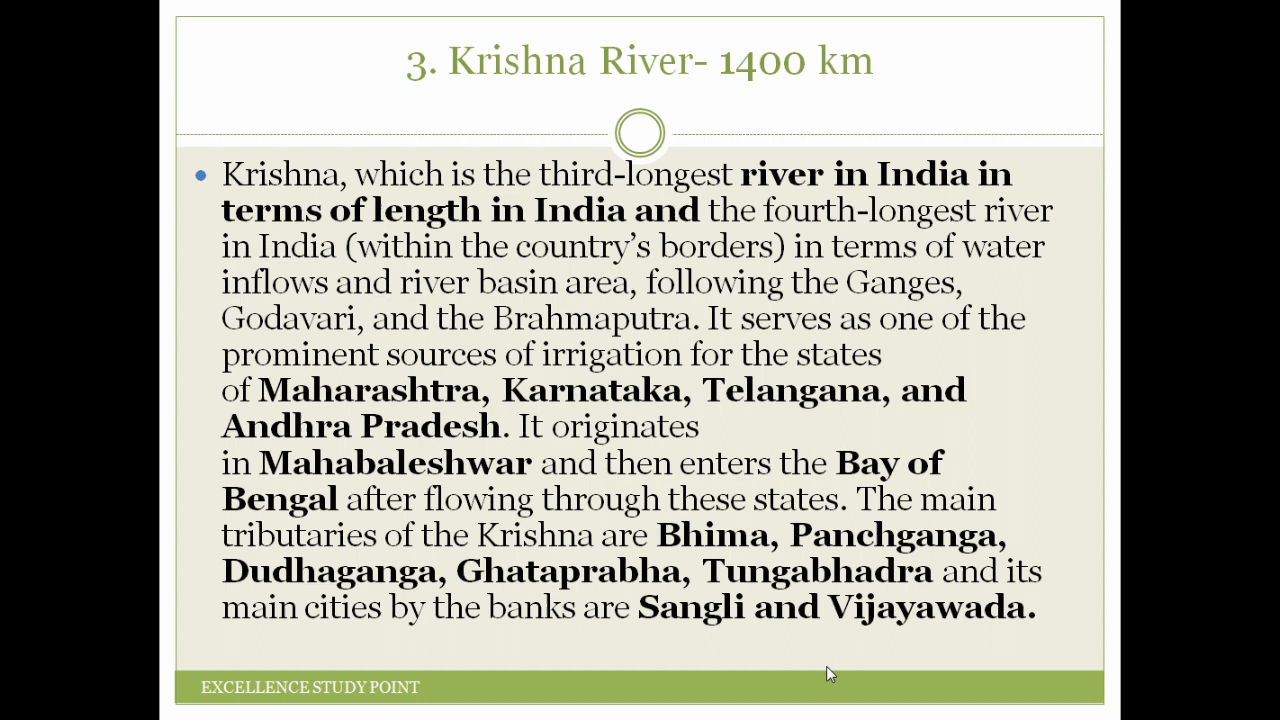 3. Krishna River- 1400 km
• Krishna, which is the third-longest river in India in
terms of length in India and the fourth-longest river
in India (within the country’s borders) in terms of water
inflows and river basin area, following the Ganges,
Godavari, and the Brahmaputra. It serves as one of the
prominent sources of irrigation for the states
of Maharashtra, Karnataka, Telangana, and
Andhra Pradesh. It originates
in Mahabaleshwar and then enters the Bay of
Bengal after flowing through these states. The main
tributaries of the Krishna are Bhima, Panchganga,
Dudhaganga, Ghataprabha, Tungabhadra and its
main cities by the banks are Sangli and Vijayawada.
EXCELLENCE STUDY POINT